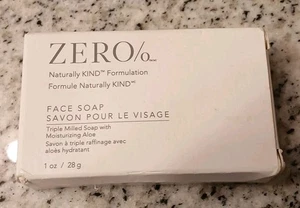 ZERO%
Naturally KIND™ Formulation
Formule Naturally KIND™
FACE SOAP
SAVON POUR LE VISAGE
Triple Milled Soap with
Moisturizing Aloe
Savon à triple raffinage avec
aloès hydratant
1 oz / 28 g